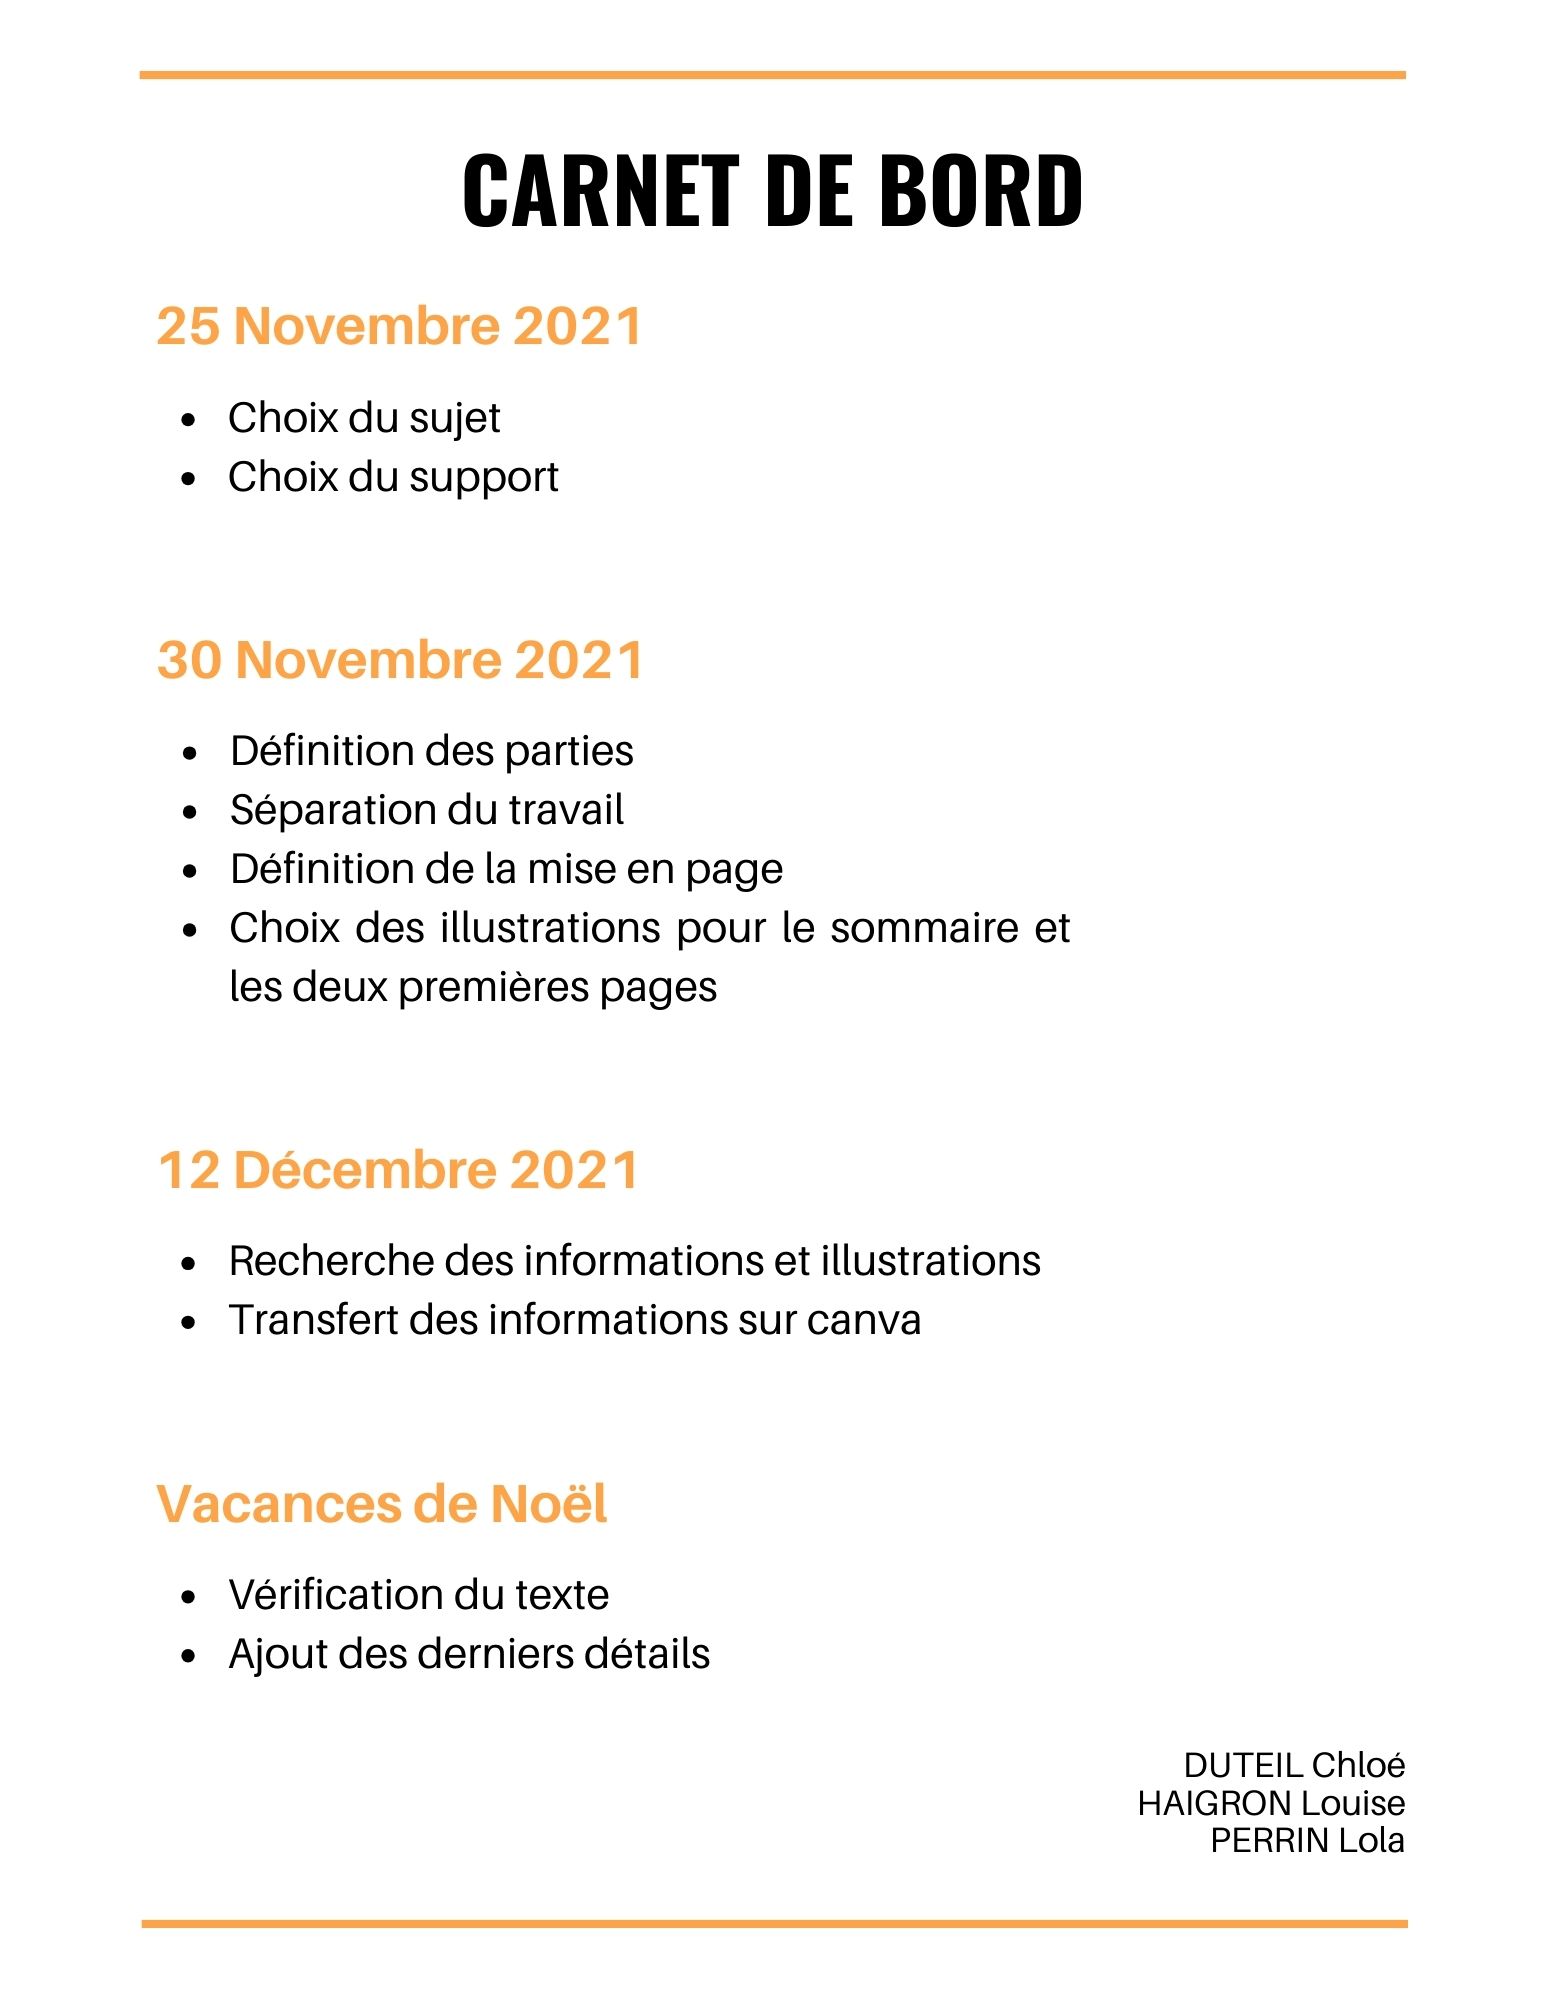 CARNET DE BORD
25 Novembre 2021
• Choix du sujet
• Choix du support
30 Novembre 2021
• Définition des parties
• Séparation du travail
• Définition de la mise en page
• Choix des illustrations pour le sommaire et
les deux premières pages
12 Décembre 2021
• Recherche des informations et illustrations
• Transfert des informations sur canva
Vacances de Noël
• Vérification du texte
• Ajout des derniers détails
DUTEIL Chloé
HAIGRON Louise
PERRIN Lola